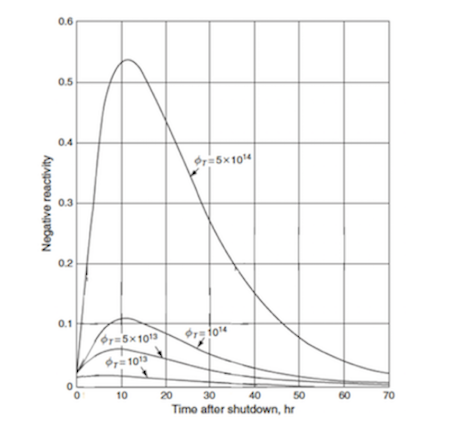 0.6
0.5
0.4
0.3
0.2
0.1
0
Negative reactivity
ϕT=5×10¹⁴
ϕT=10¹⁴
ϕT=5×10¹³
ϕT=10¹³
0 10 20 30 40 50 60 70
Time after shutdown, hr